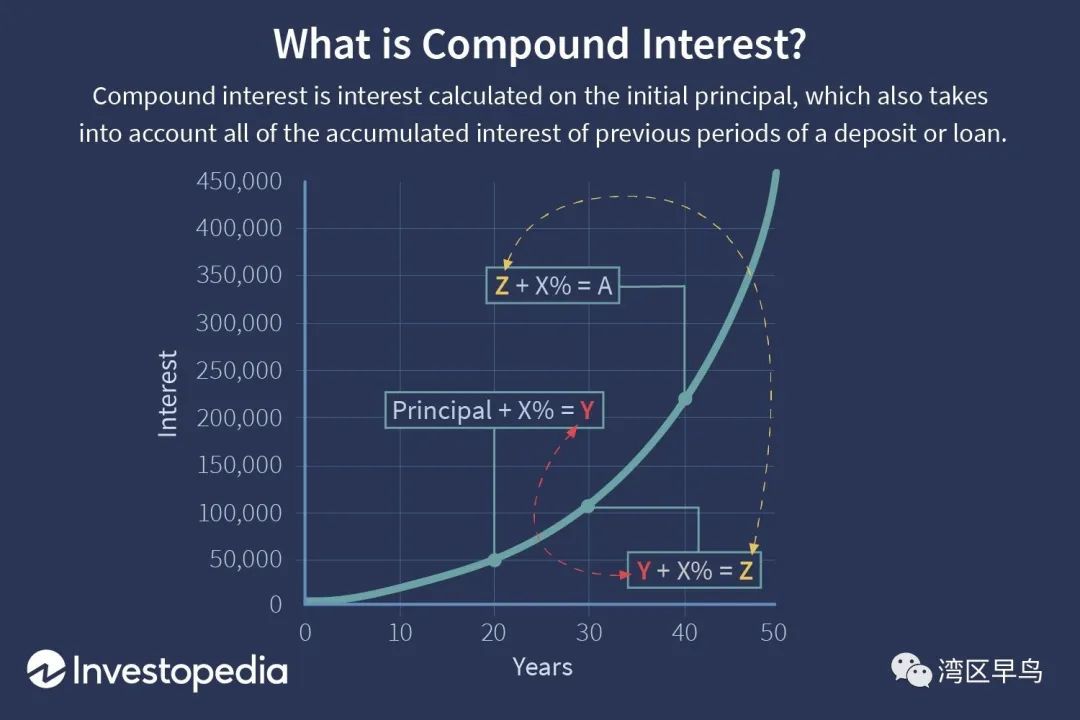 What is Compound Interest?
Compound interest is interest calculated on the initial principal, which also takes
into account all of the accumulated interest of previous periods of a deposit or loan.
450,000
400,000
350,000
Z + X% = A
300,000
250,000
Interest
Principal + X% = Y
200,000
150,000
100,000
50,000
Y + X% = Z
0
0 10 20 30 40 50
Years
Investopedia
湾区早鸟